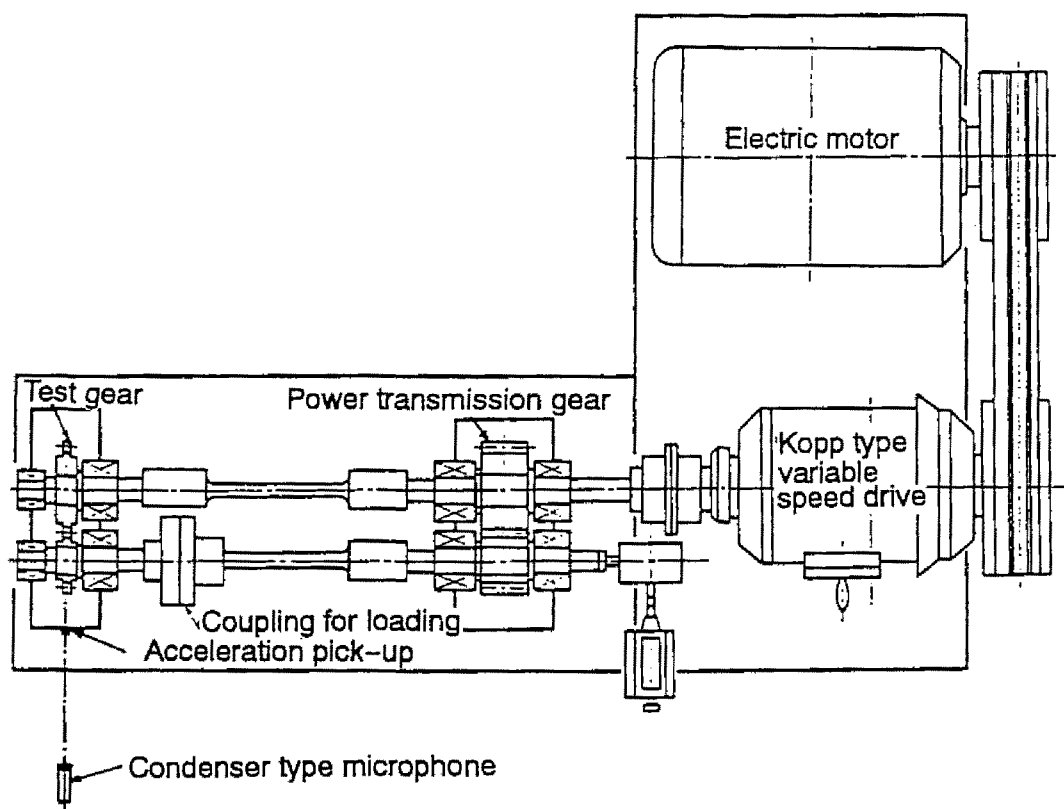 Electric motor
Test gear
Power transmission gear
Kopp type
variable
speed drive
Coupling for loading
Acceleration pick-up
Condenser type microphone